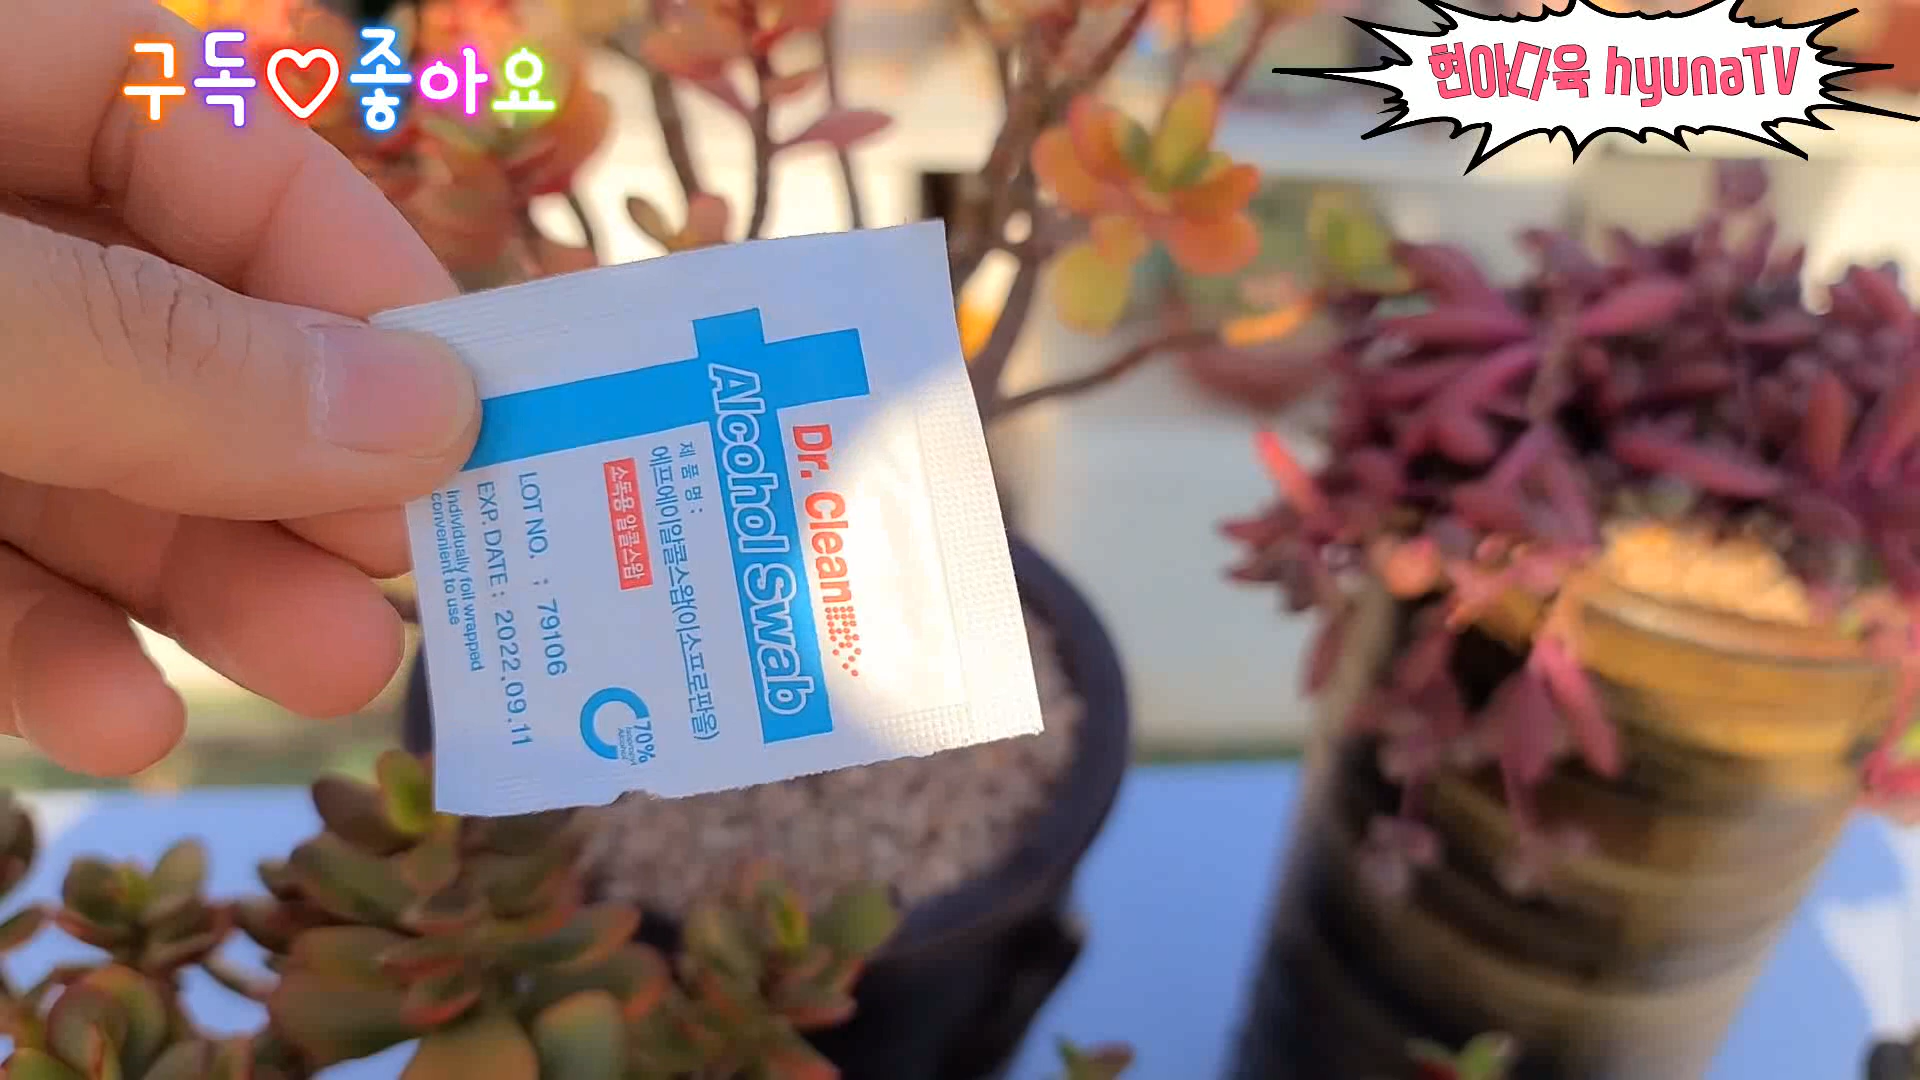 구독♡좋아요
현아다육 hyunaTV
Dr. Clean
Alcohol Swab
제 품 명 :
에프에이알콜스왑(이소프로판올)
소독용 알콜스왑
70%
Isopropyl
Alcohol
LOT NO. : 79106
EXP. DATE : 2022.09.11
Individually foil wrapped
convenient to use